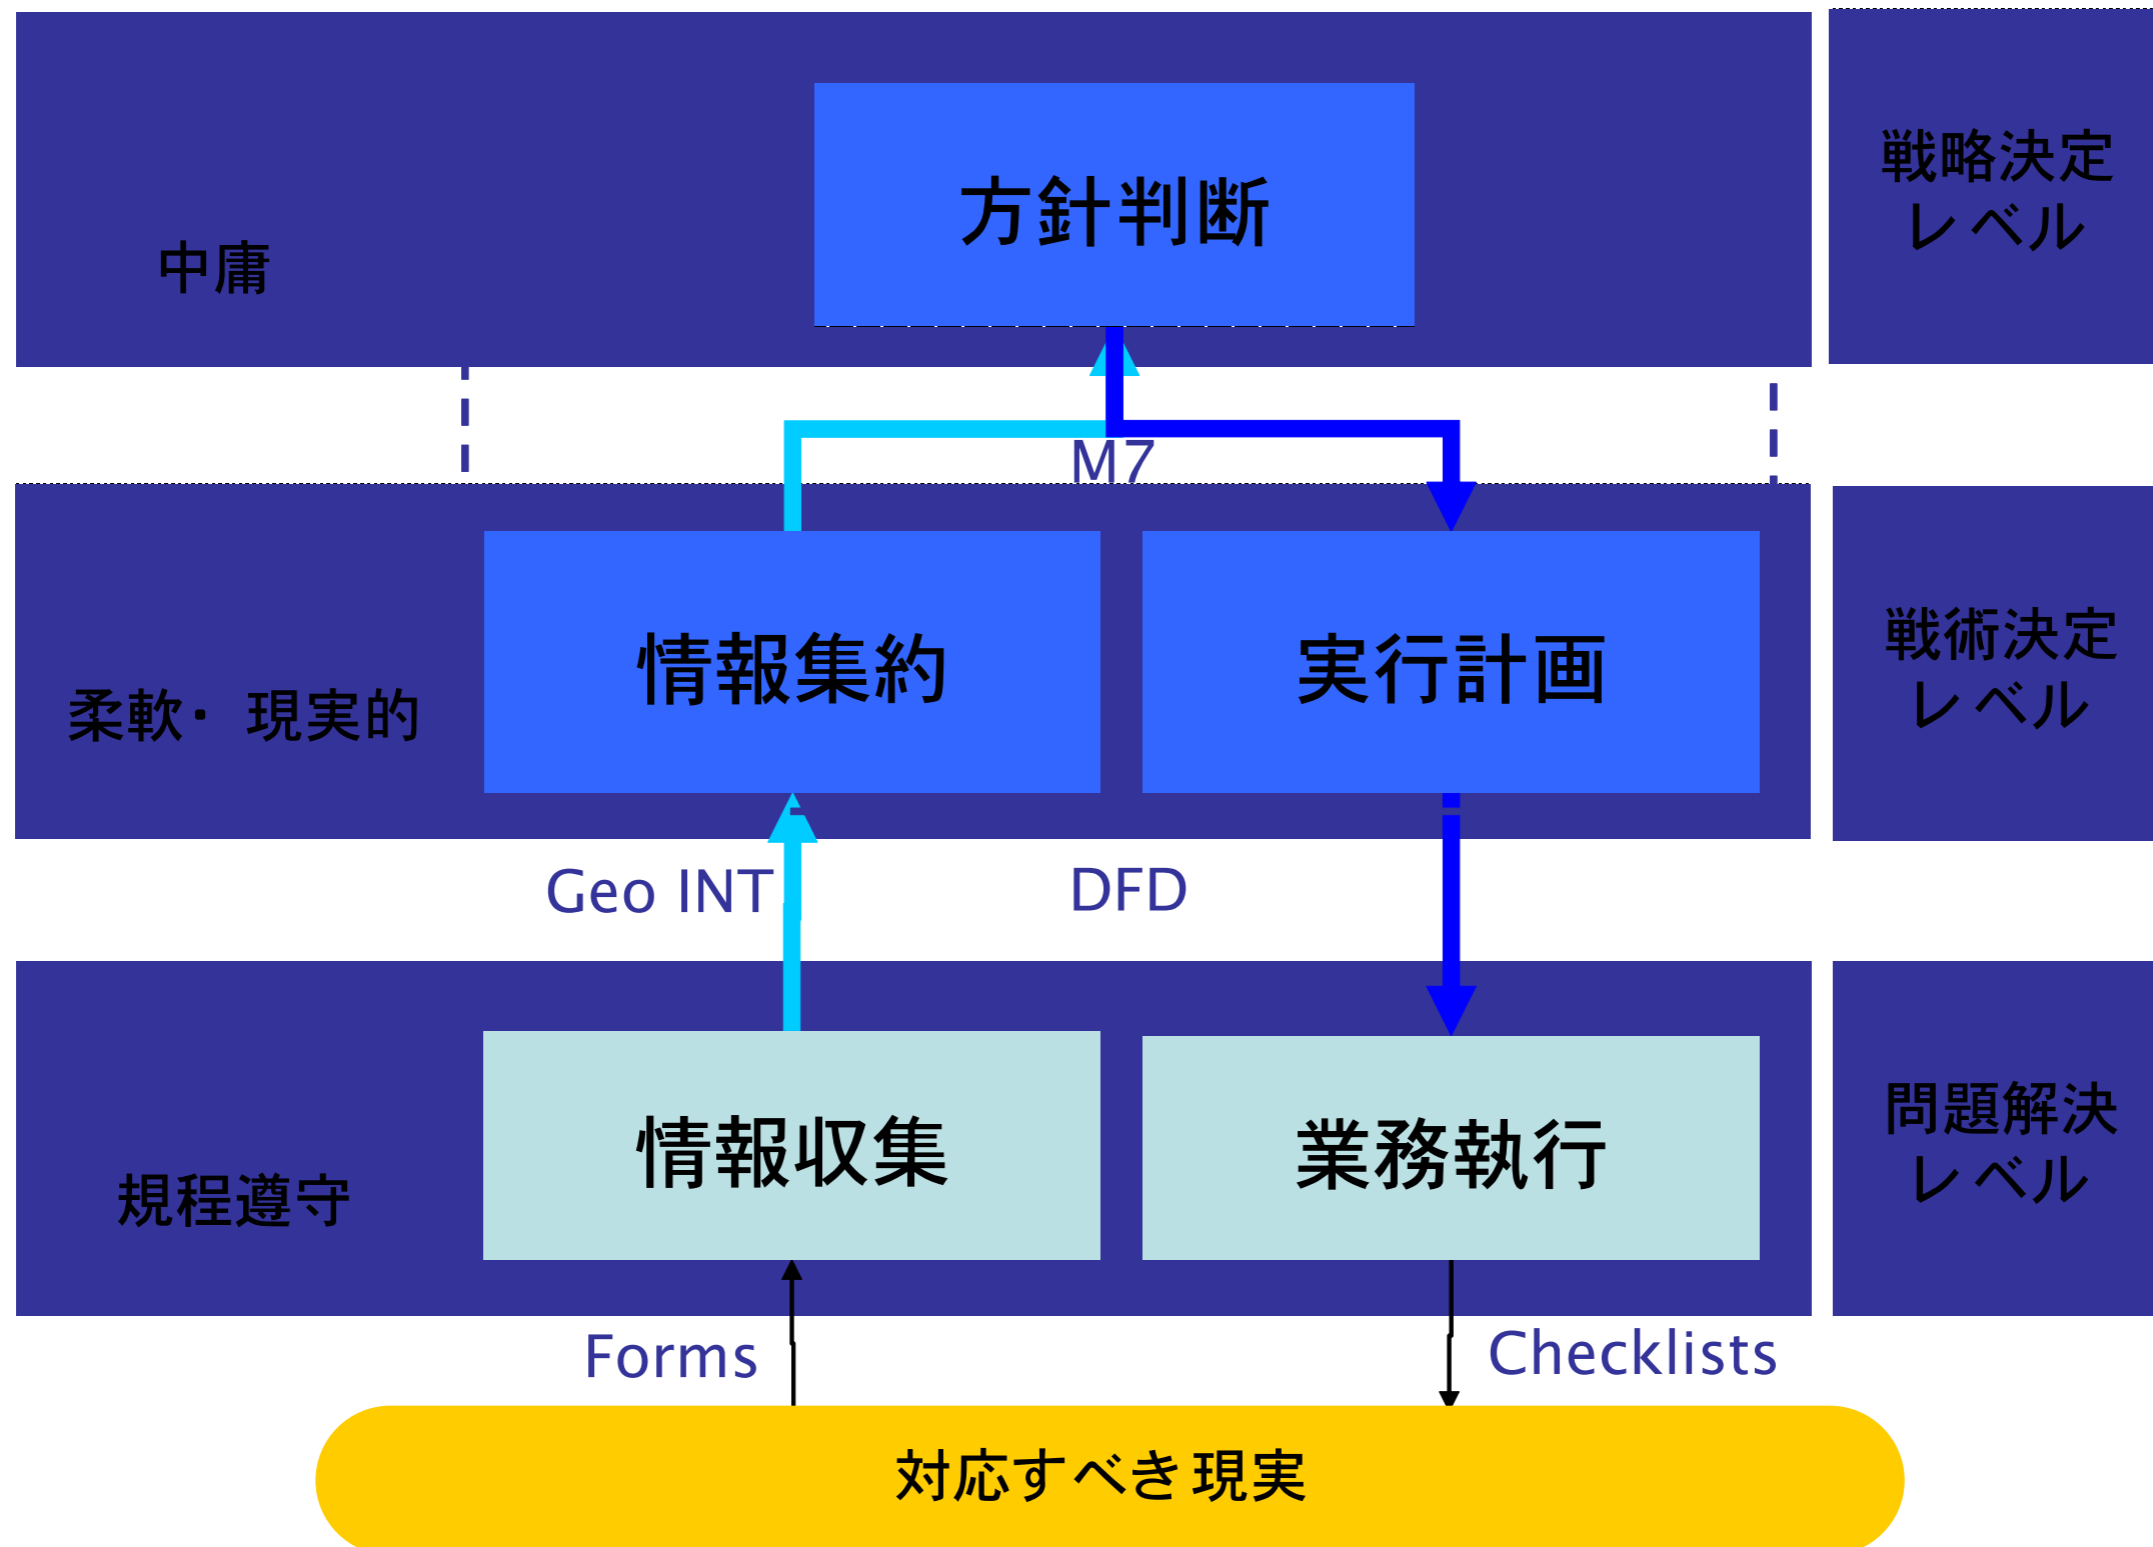 方針判断
戦略決定
レベル
中庸
M7
情報集約
実行計画
戦術決定
レベル
柔軟・現実的
Geo INT
DFD
情報収集
業務執行
問題解決
レベル
規程遵守
Forms
Checklists
対応すべき現実